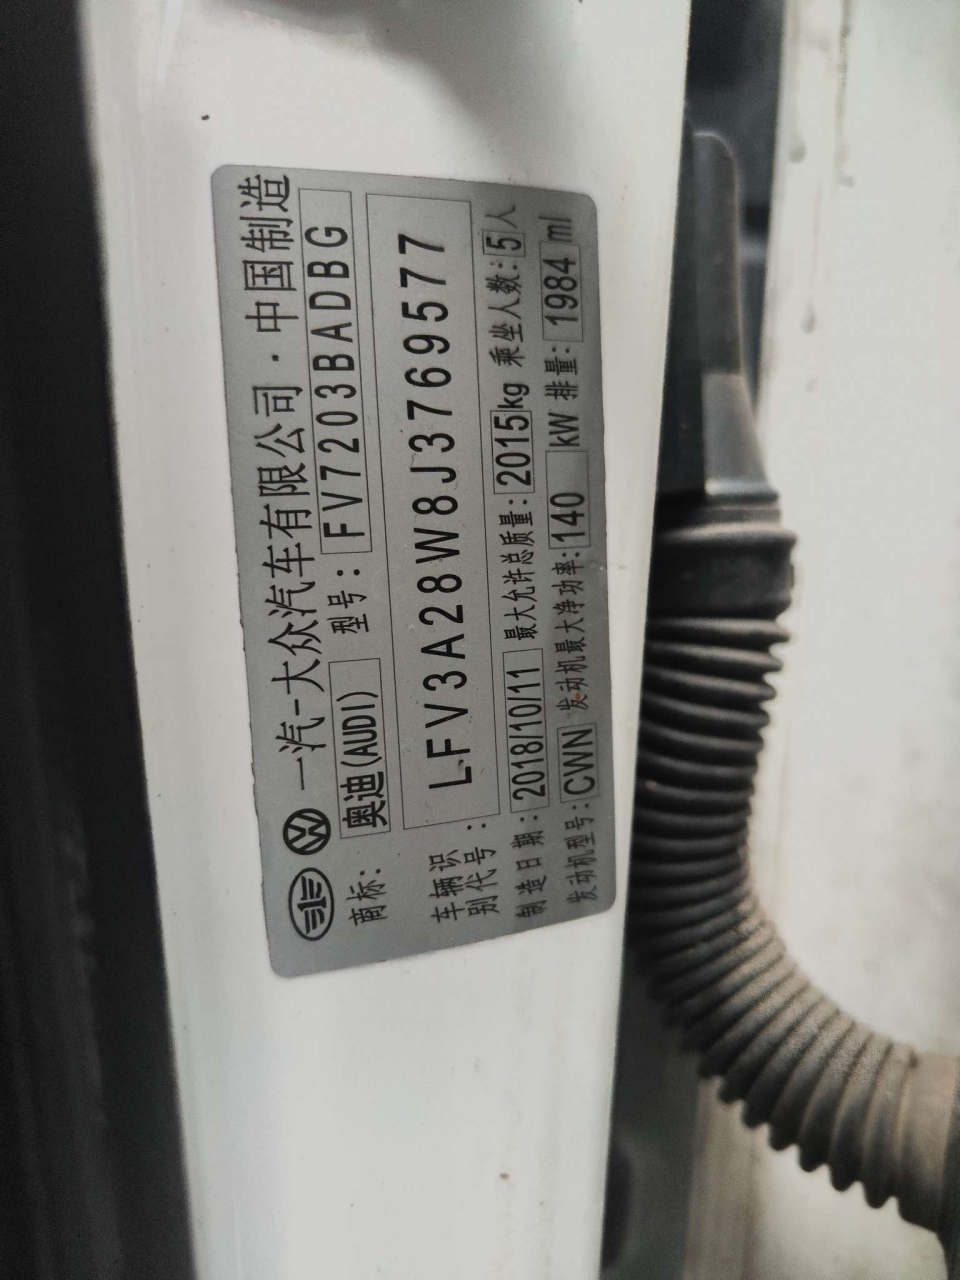 一汽-大众汽车有限公司·中国制造
商标：奥迪(AUDI) 型号：FV7203BADBG
车辆识别代号：LFV3A28W8J3769577
制造日期：2018/10/11 最大允许总质量：2015kg 乘坐人数：5人
发动机型号：CWN 发动机最大净功率：140 kW 排量：1984 ml